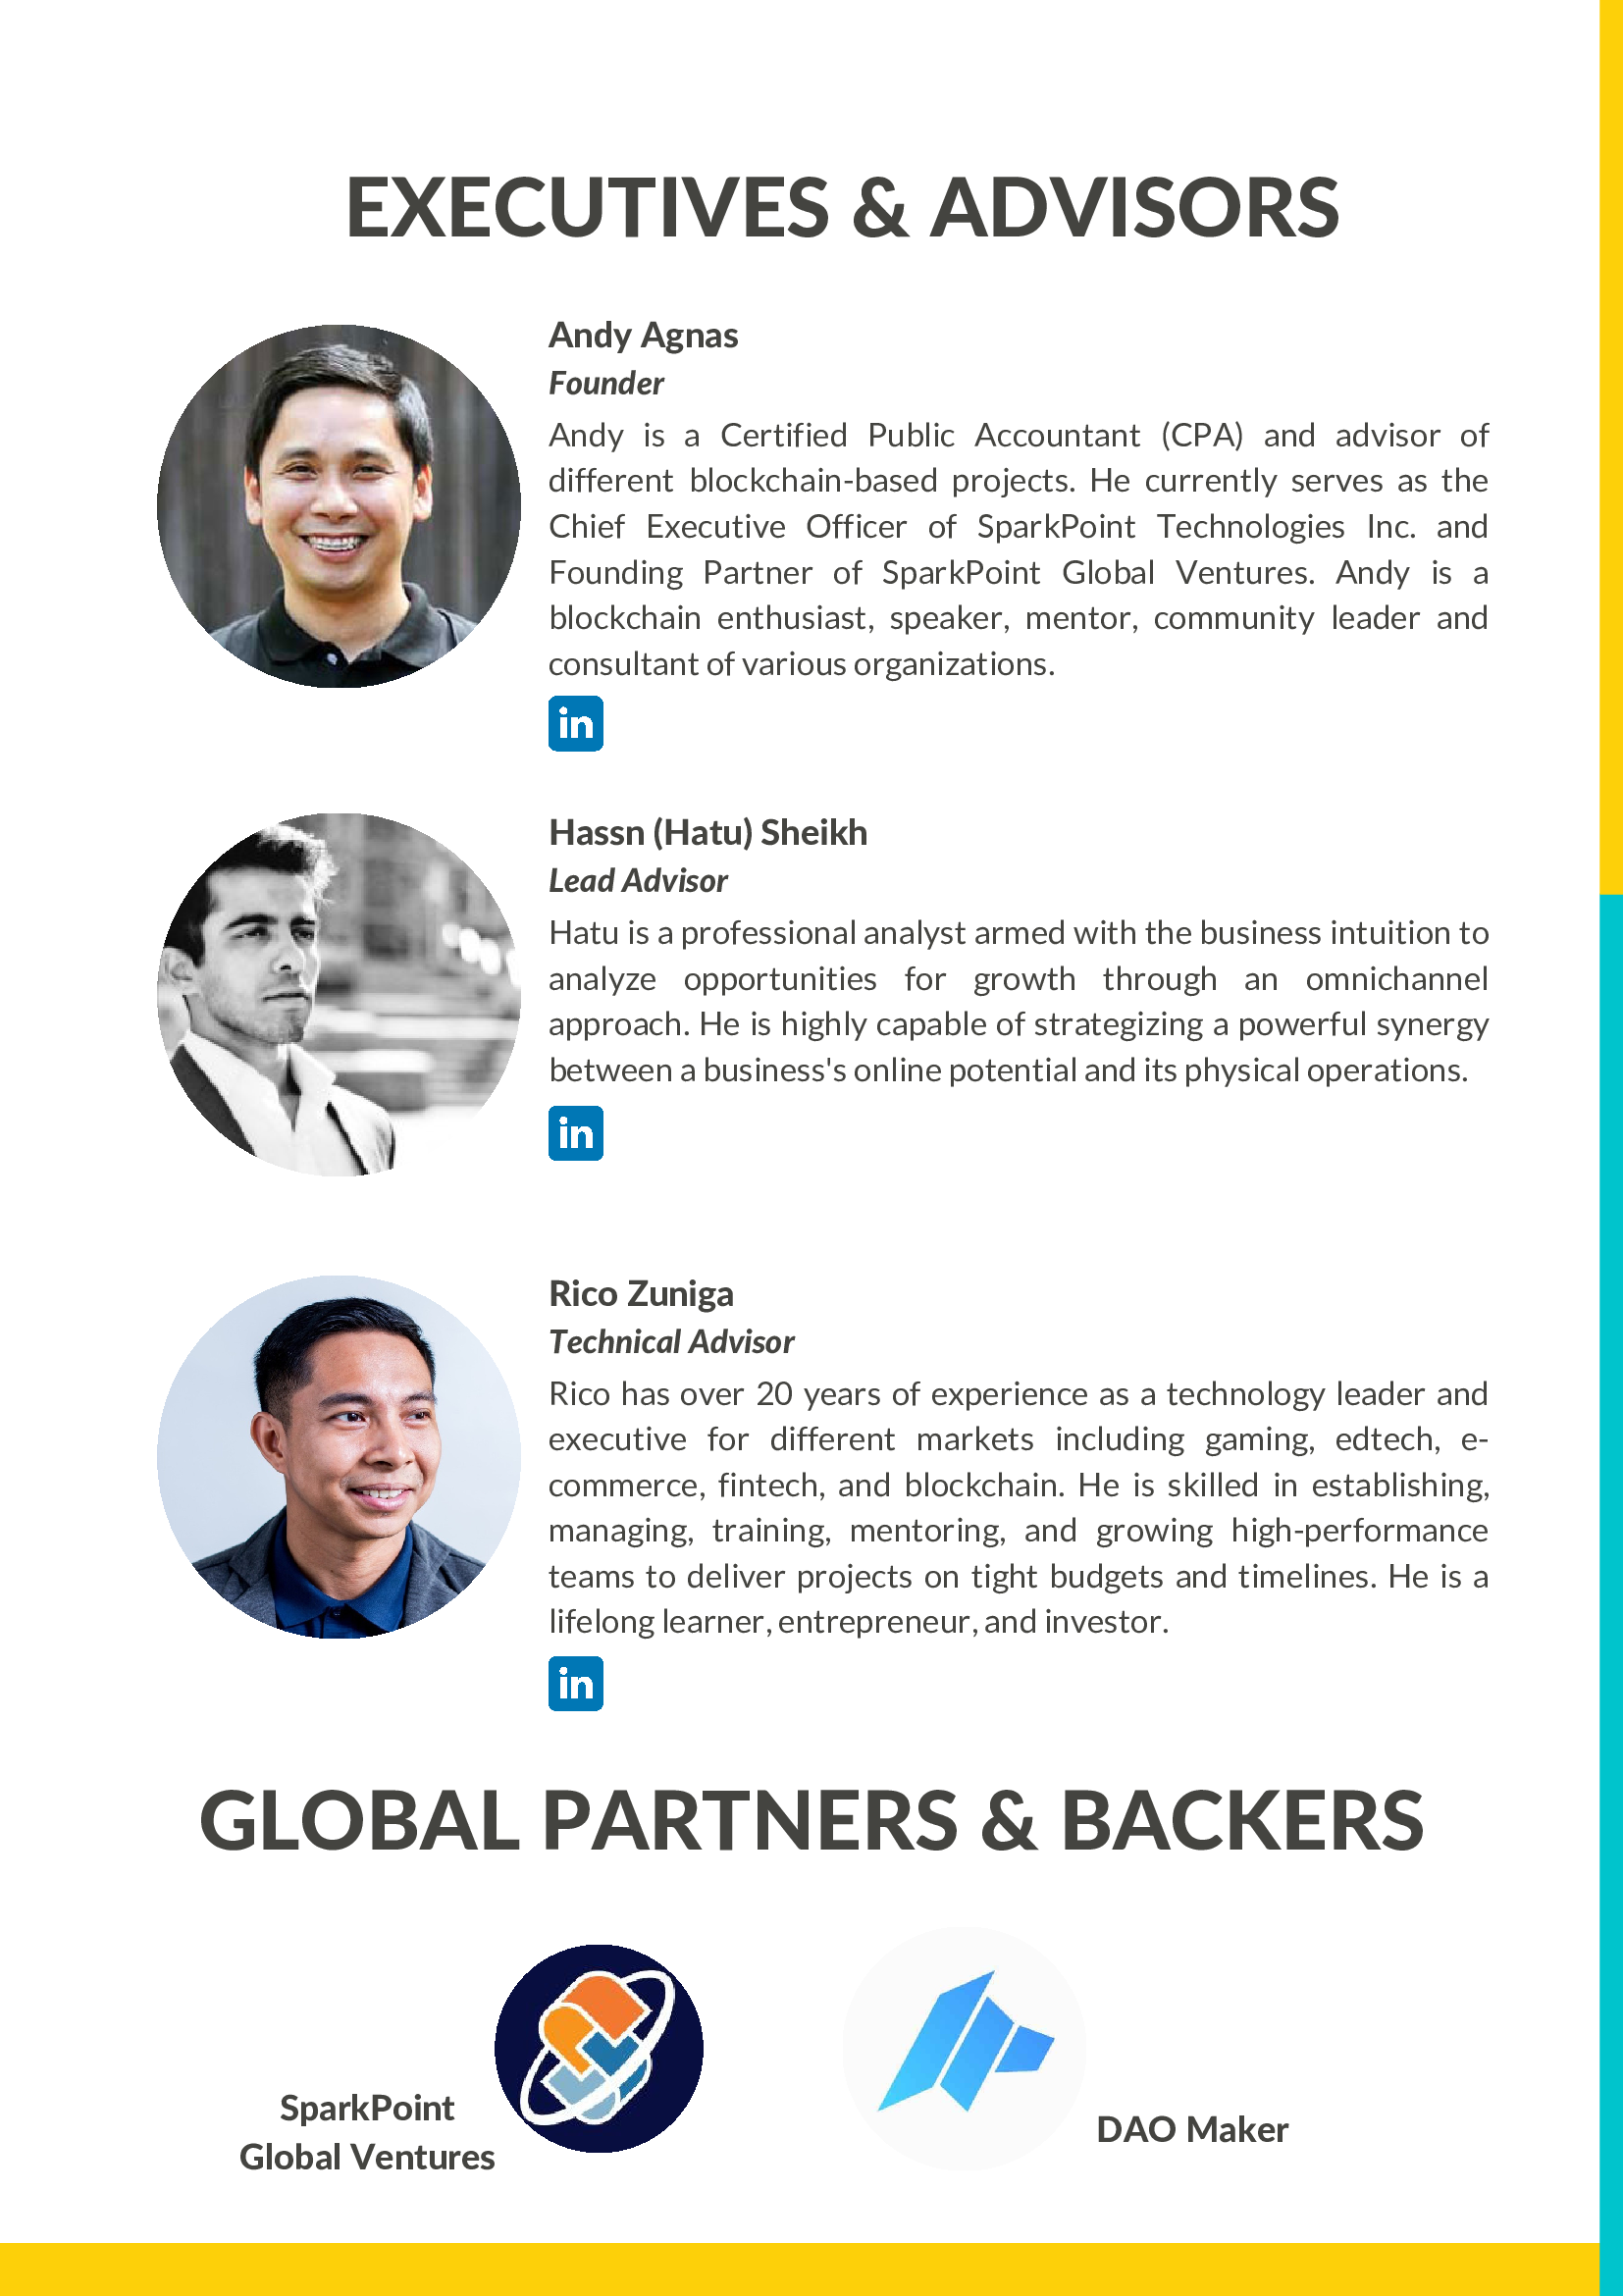 EXECUTIVES & ADVISORS
Andy Agnas
Founder
Andy is a Certified Public Accountant (CPA) and advisor of
different blockchain-based projects. He currently serves as the
Chief Executive Officer of SparkPoint Technologies Inc. and
Founding Partner of SparkPoint Global Ventures. Andy is a
blockchain enthusiast, speaker, mentor, community leader and
consultant of various organizations.
in
Hassn (Hatu) Sheikh
Lead Advisor
Hatu is a professional analyst armed with the business intuition to
analyze opportunities for growth through an omnichannel
approach. He is highly capable of strategizing a powerful synergy
between a business's online potential and its physical operations.
in
Rico Zuniga
Technical Advisor
Rico has over 20 years of experience as a technology leader and
executive for different markets including gaming, edtech, e-
commerce, fintech, and blockchain. He is skilled in establishing,
managing, training, mentoring, and growing high-performance
teams to deliver projects on tight budgets and timelines. He is a
lifelong learner, entrepreneur, and investor.
in
GLOBAL PARTNERS & BACKERS
SparkPoint
Global Ventures
DAO Maker